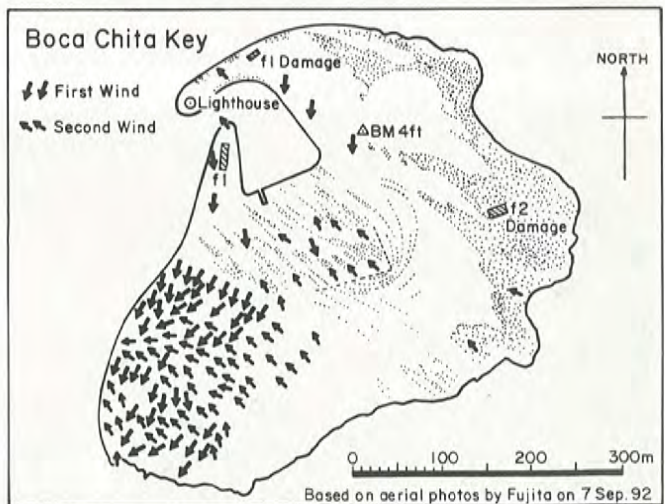 Boca Chita Key
First Wind
Second Wind
f1 Damage
Lighthouse
BM 4ft
f1
f2
Damage
NORTH
0 100 200 300m
Based on aerial photos by Fujita on 7 Sep. 92